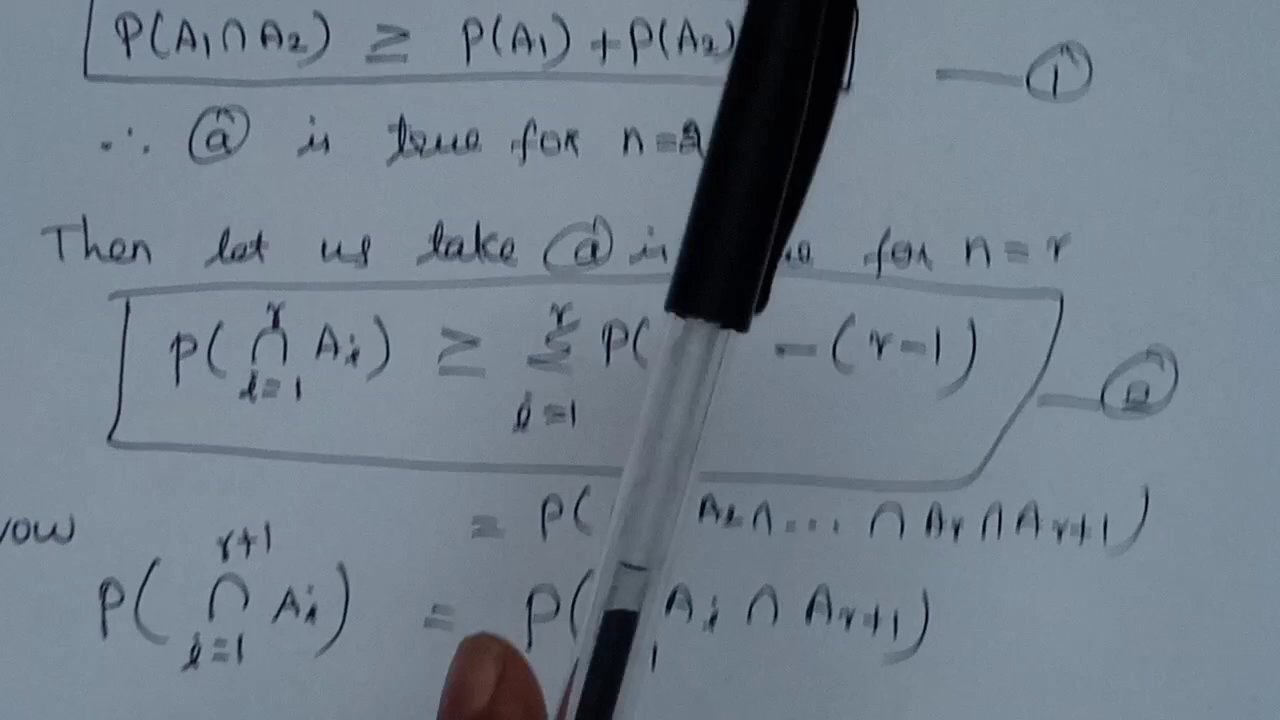 P(A₁∩A₂) ≥ P(A₁)+P(A₂) — ①
∴ ⓐ is true for n=2
Then let us take ⓐ is for n=r
P(⋂ᵢ₌₁ʳ Aᵢ) ≥ Σᵢ₌₁ʳ P( -(r-1) — ②
= P( A₂∩...∩Aᵣ∩Aᵣ₊₁)
Now
P(⋂ᵢ₌₁ʳ⁺¹ Aᵢ) = P( Aᵢ∩Aᵣ₊₁)